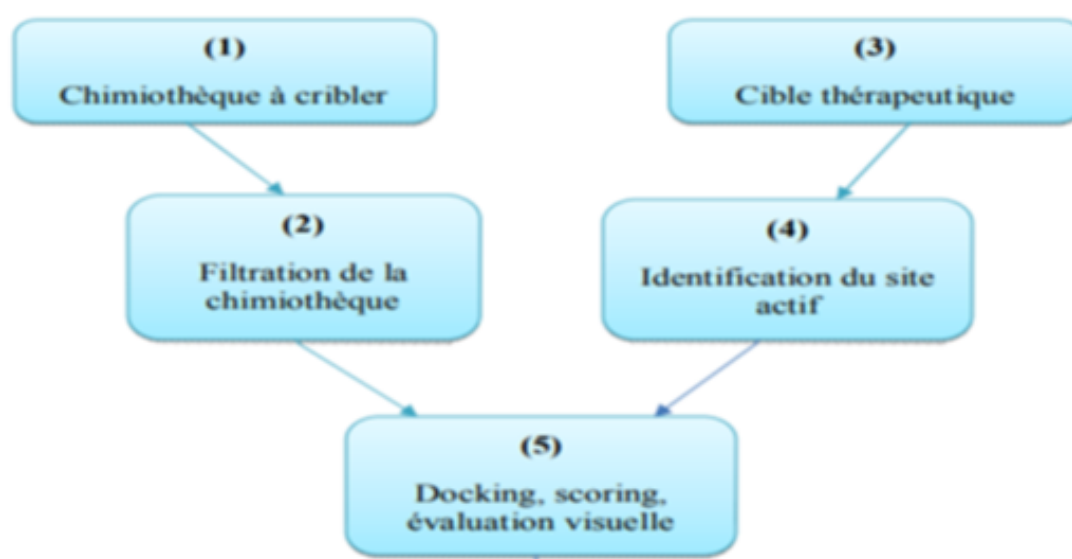 (1)
Chimiothèque à cribler
(3)
Cible thérapeutique
(2)
Filtration de la
chimiothèque
(4)
Identification du site
actif
(5)
Docking, scoring,
évaluation visuelle